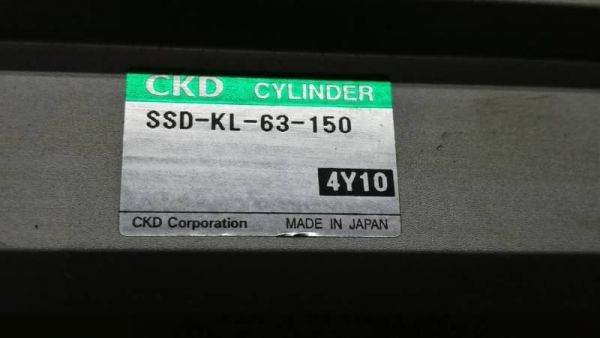 CKD CYLINDER
SSD-KL-63-150
4Y10
CKD Corporation MADE IN JAPAN